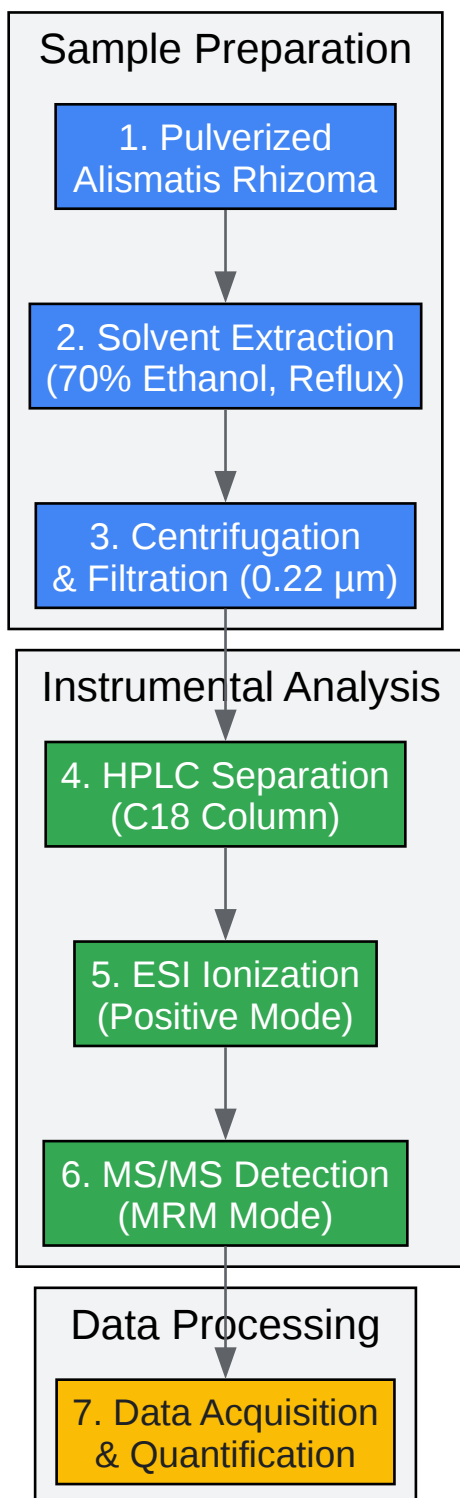 Sample Preparation
1. Pulverized
Alismatis Rhizoma
2. Solvent Extraction
(70% Ethanol, Reflux)
3. Centrifugation
& Filtration (0.22 µm)
Instrumental Analysis
4. HPLC Separation
(C18 Column)
5. ESI Ionization
(Positive Mode)
6. MS/MS Detection
(MRM Mode)
Data Processing
7. Data Acquisition
& Quantification